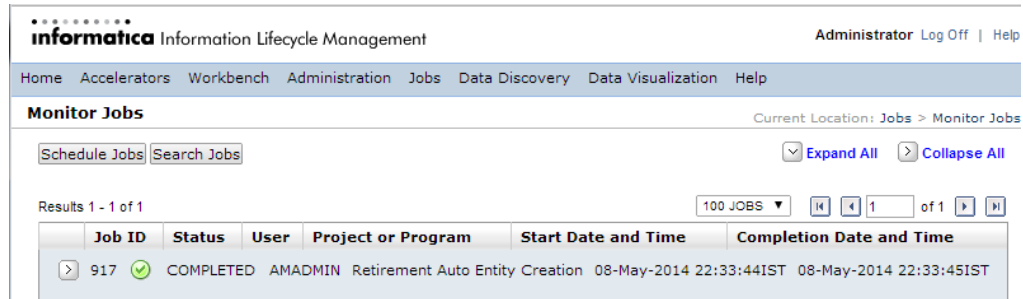 informatica Information Lifecycle Management Administrator Log Off | Help
Home Accelerators Workbench Administration Jobs Data Discovery Data Visualization Help
Monitor Jobs Current Location: Jobs > Monitor Jobs
Schedule Jobs Search Jobs Expand All Collapse All
Results 1 - 1 of 1 100 JOBS 1 of 1
Job ID Status User Project or Program Start Date and Time Completion Date and Time
917 COMPLETED AMADMIN Retirement Auto Entity Creation 08-May-2014 22:33:44IST 08-May-2014 22:33:45IST